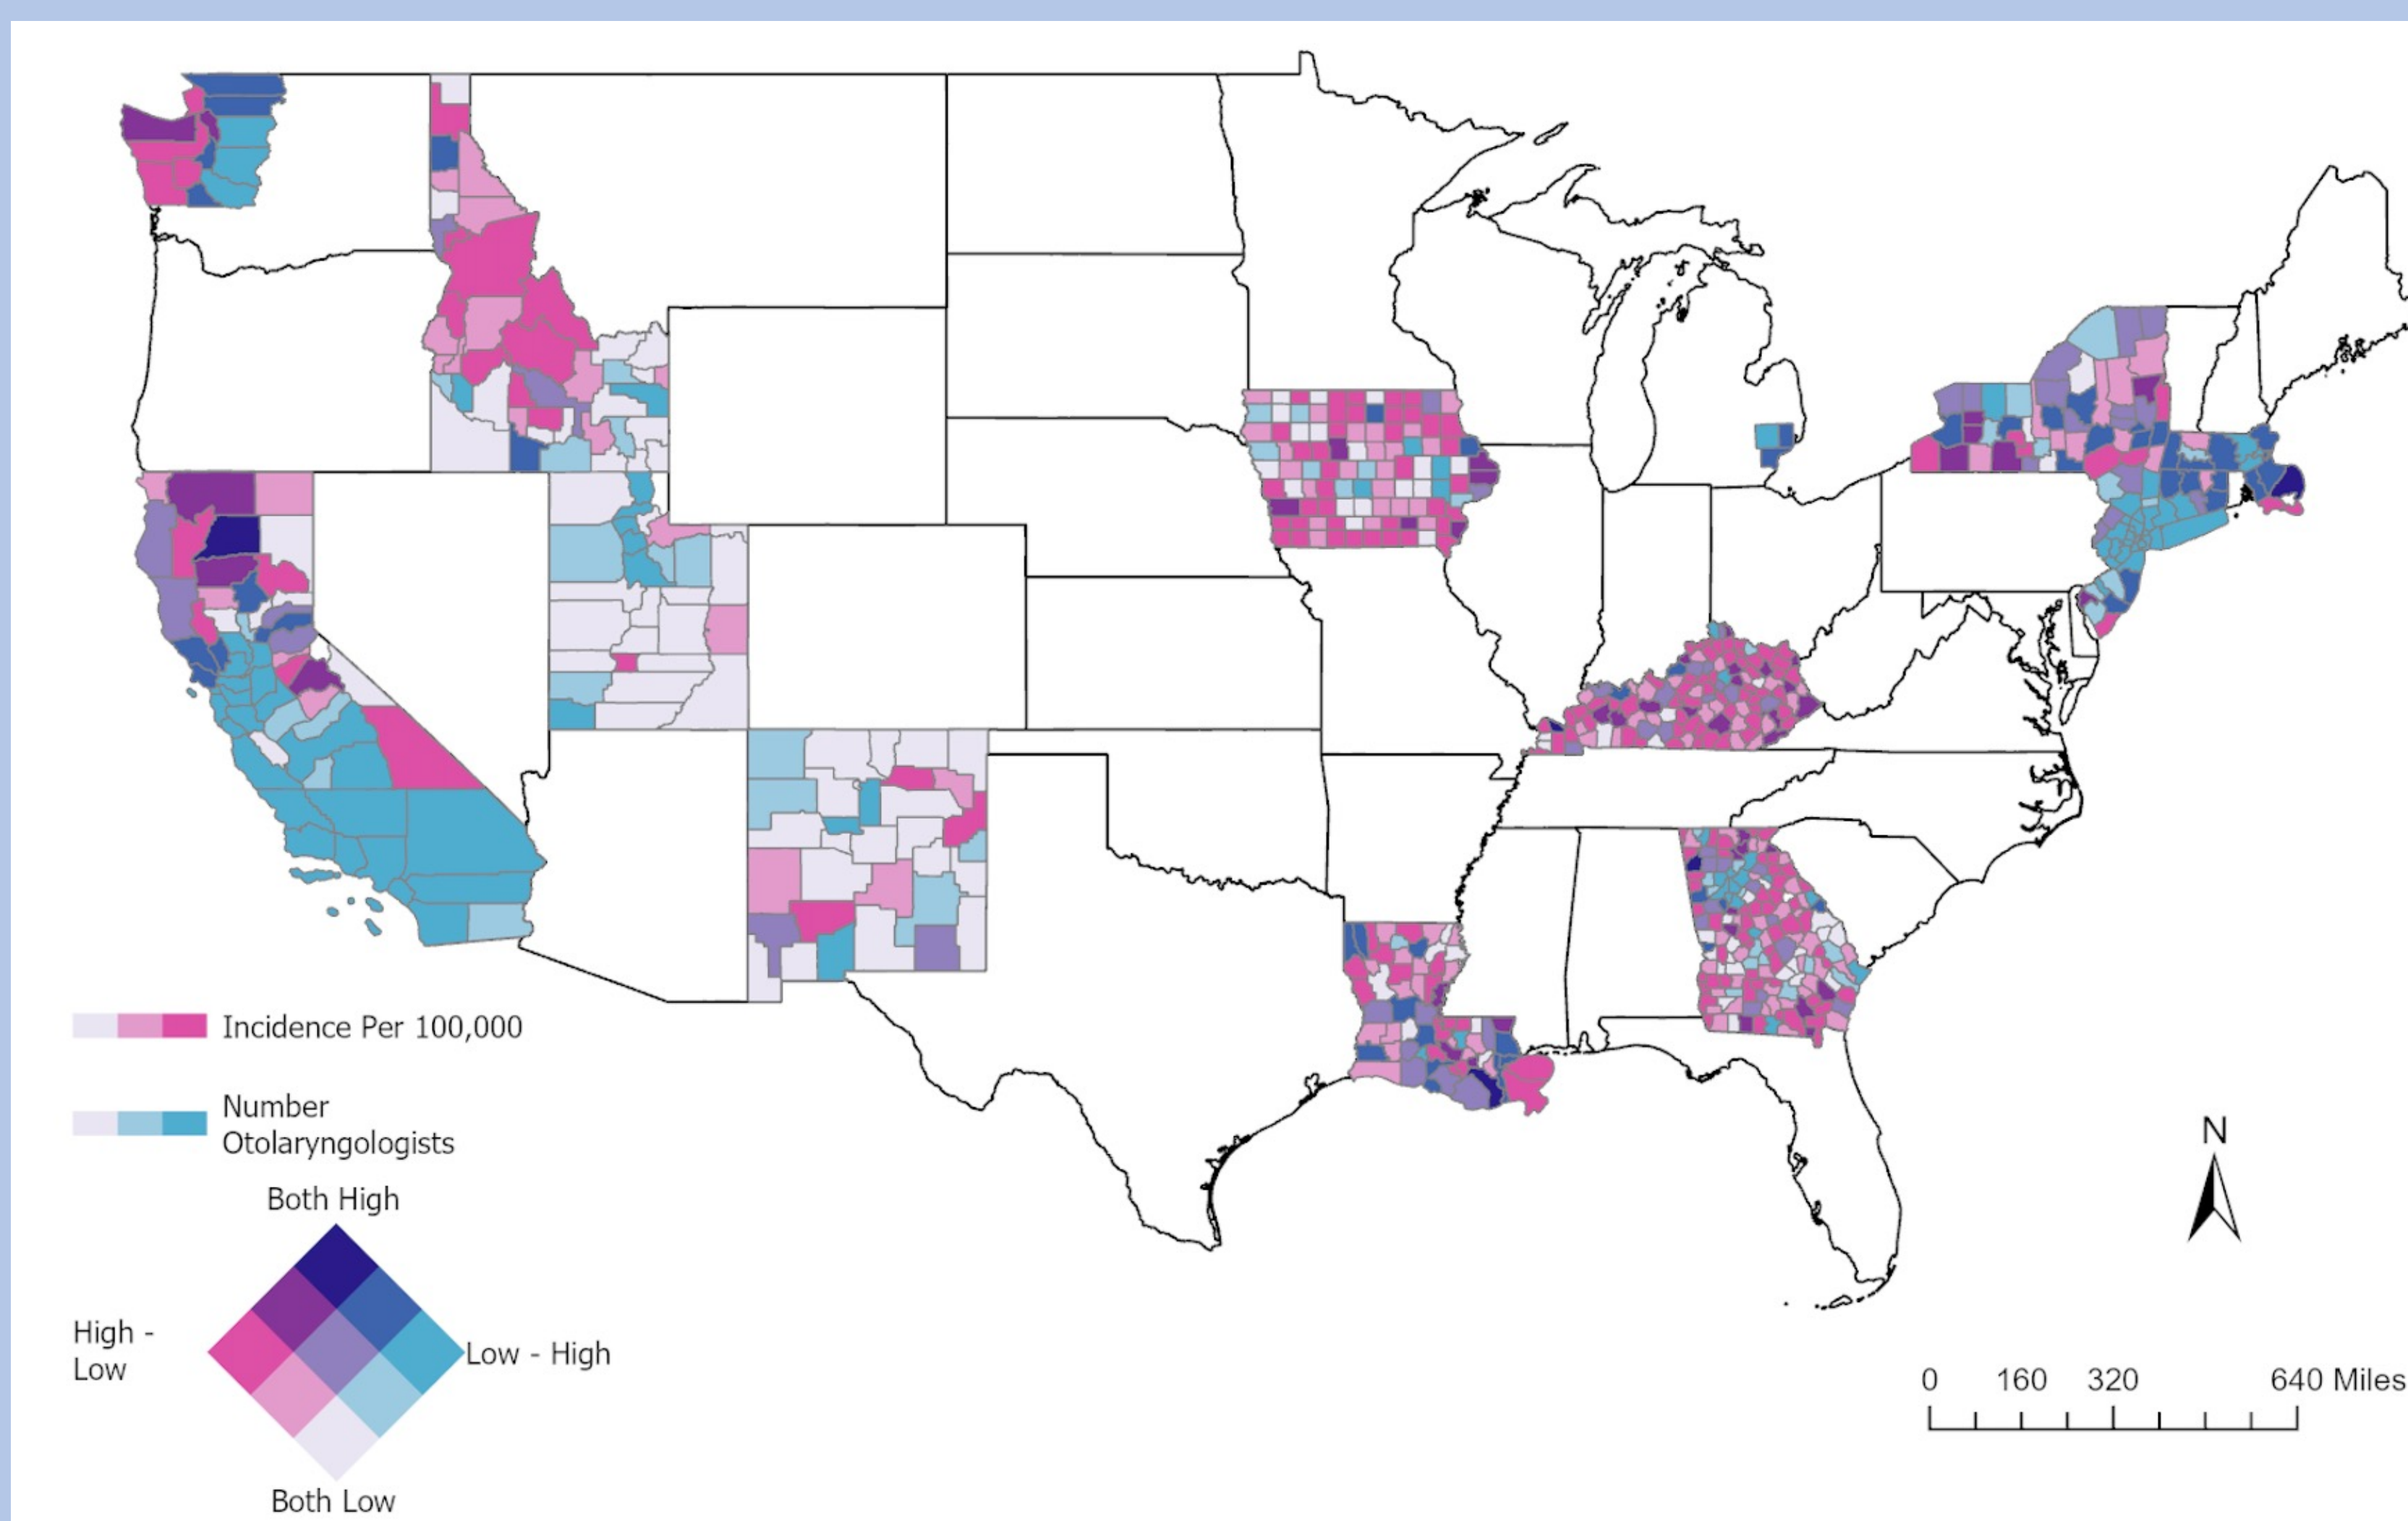 Incidence Per 100,000
Number
Otolaryngologists
Both High
High -
Low
Low - High
Both Low
N
0 160 320 640 Miles